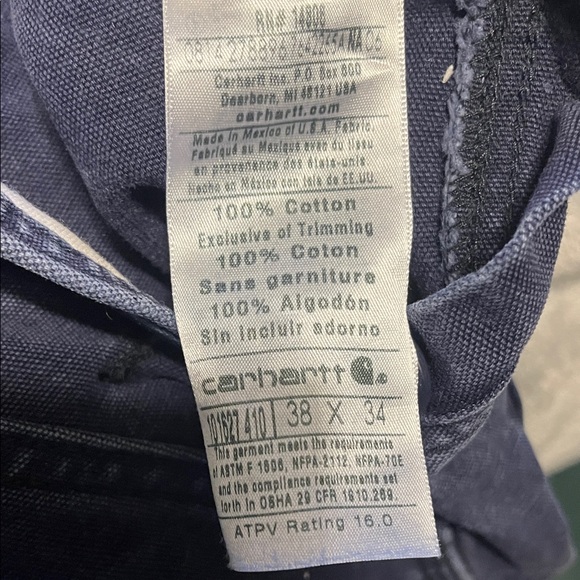 RN# 14806
Carhartt Inc. P.O. Box 600
Dearborn, MI 48121 USA
carhartt.com
Made in Mexico of U.S.A. Fabric.
Fabriqué au Mexique avec du tissu
en provenance des états-unis
Hecho en México con tela de EE.UU.
100% Cotton
Exclusive of Trimming
100% Coton
Sans garniture
100% Algodón
Sin incluir adorno
carhartt
101627 410 38 X 34
This garment meets the requirements
of ASTM F 1506, NFPA-2112, NFPA-70E
and the compliance requirements set
forth in OSHA 29 CFR 1910.269.
ATPV Rating 16.0